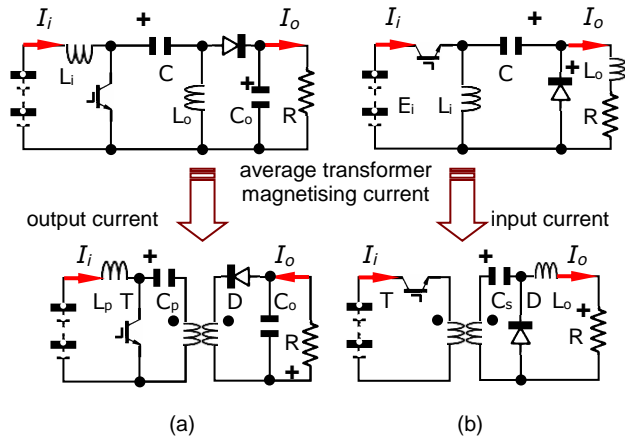 Ii
+
Io
Li
C
Lo
+
Co
R
Ii
+
Io
Ei
Li
C
+
Lo
R
average transformer
magnetising current
output current
input current
Ii
+
Io
Lp
T
Cp
D
Co
R
+
Ii
+
Io
T
Cs
D
Lo
+
R
(a)
(b)